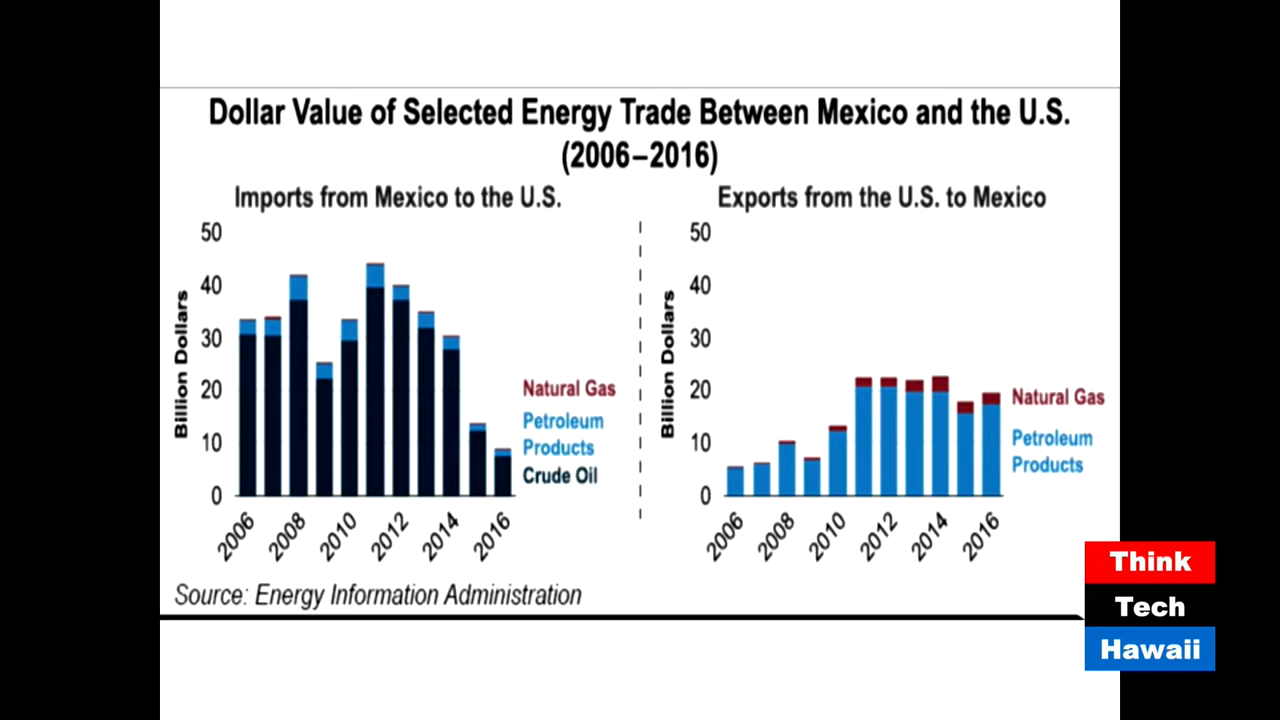 Dollar Value of Selected Energy Trade Between Mexico and the U.S.
(2006–2016)
Imports from Mexico to the U.S.
50
40
30
20
10
0
Billion Dollars
Natural Gas
Petroleum
Products
Crude Oil
2006
2008
2010
2012
2014
2016
Exports from the U.S. to Mexico
50
40
30
20
10
0
Billion Dollars
Natural Gas
Petroleum
Products
2006
2008
2010
2012
2014
2016
Source: Energy Information Administration
Think
Tech
Hawaii